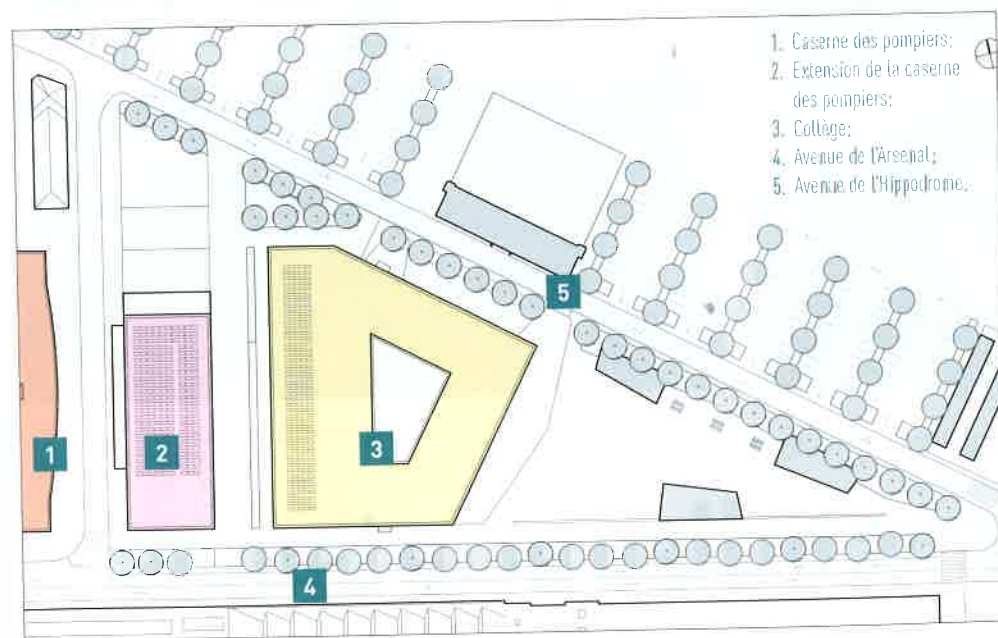 1. Caserne des pompiers;
2. Extension de la caserne
des pompiers;
3. Collège;
4. Avenue de l'Arsenal;
5. Avenue de l'Hippodrome.
5
1
2
3
4